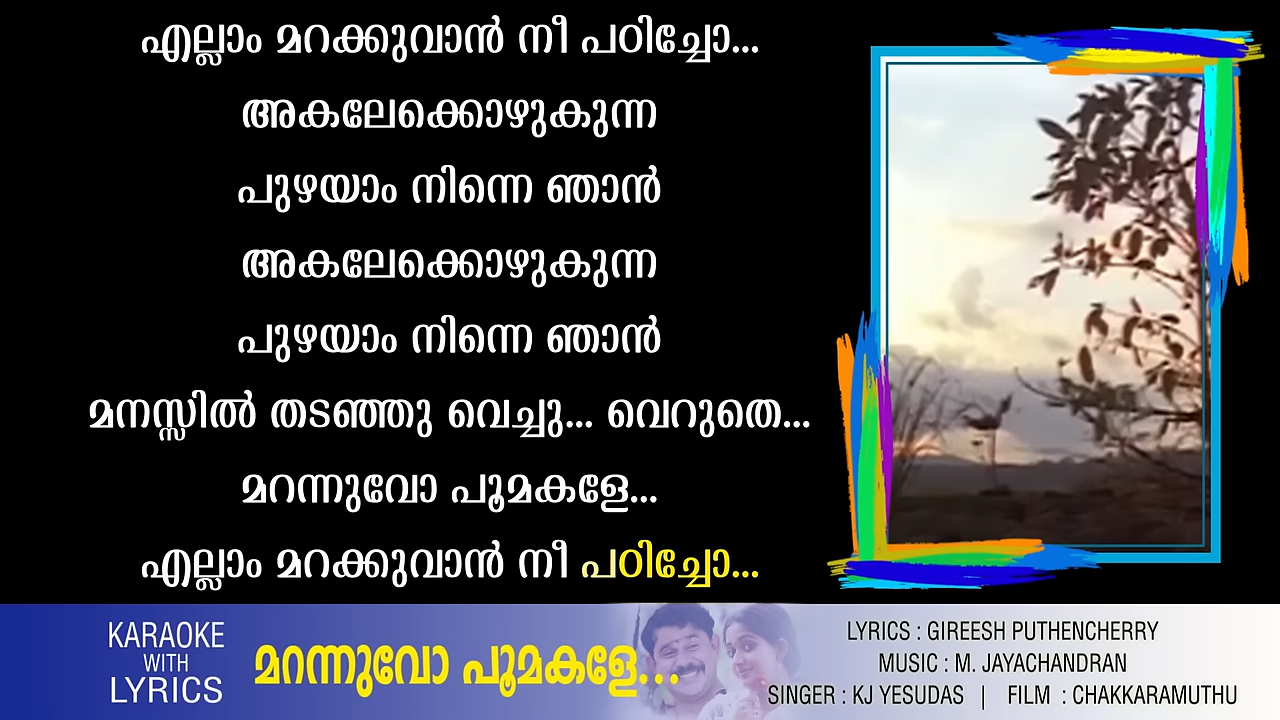 എല്ലാം മറക്കുവാൻ നീ പഠിച്ചോ...
അകലേക്കൊഴുകുന്ന
പുഴയാം നിന്നെ ഞാൻ
അകലേക്കൊഴുകുന്ന
പുഴയാം നിന്നെ ഞാൻ
മനസ്സിൽ തടഞ്ഞു വെച്ചു... വെറുതെ...
മറന്നുവോ പൂമകളേ...
എല്ലാം മറക്കുവാൻ നീ പഠിച്ചോ...
KARAOKE
WITH
LYRICS
മറന്നുവോ പൂമകളേ...
LYRICS : GIREESH PUTHENCHERRY
MUSIC : M. JAYACHANDRAN
SINGER : KJ YESUDAS | FILM : CHAKKARAMUTHU